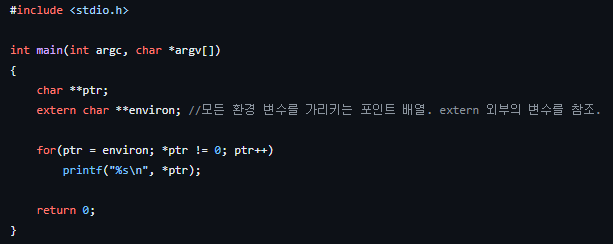 #include <stdio.h>
int main(int argc, char *argv[])
{
char **ptr;
extern char **environ; //모든 환경 변수를 가리키는 포인트 배열. extern 외부의 변수를 참조.
for(ptr = environ; *ptr != 0; ptr++)
printf("%s\n", *ptr);
return 0;
}